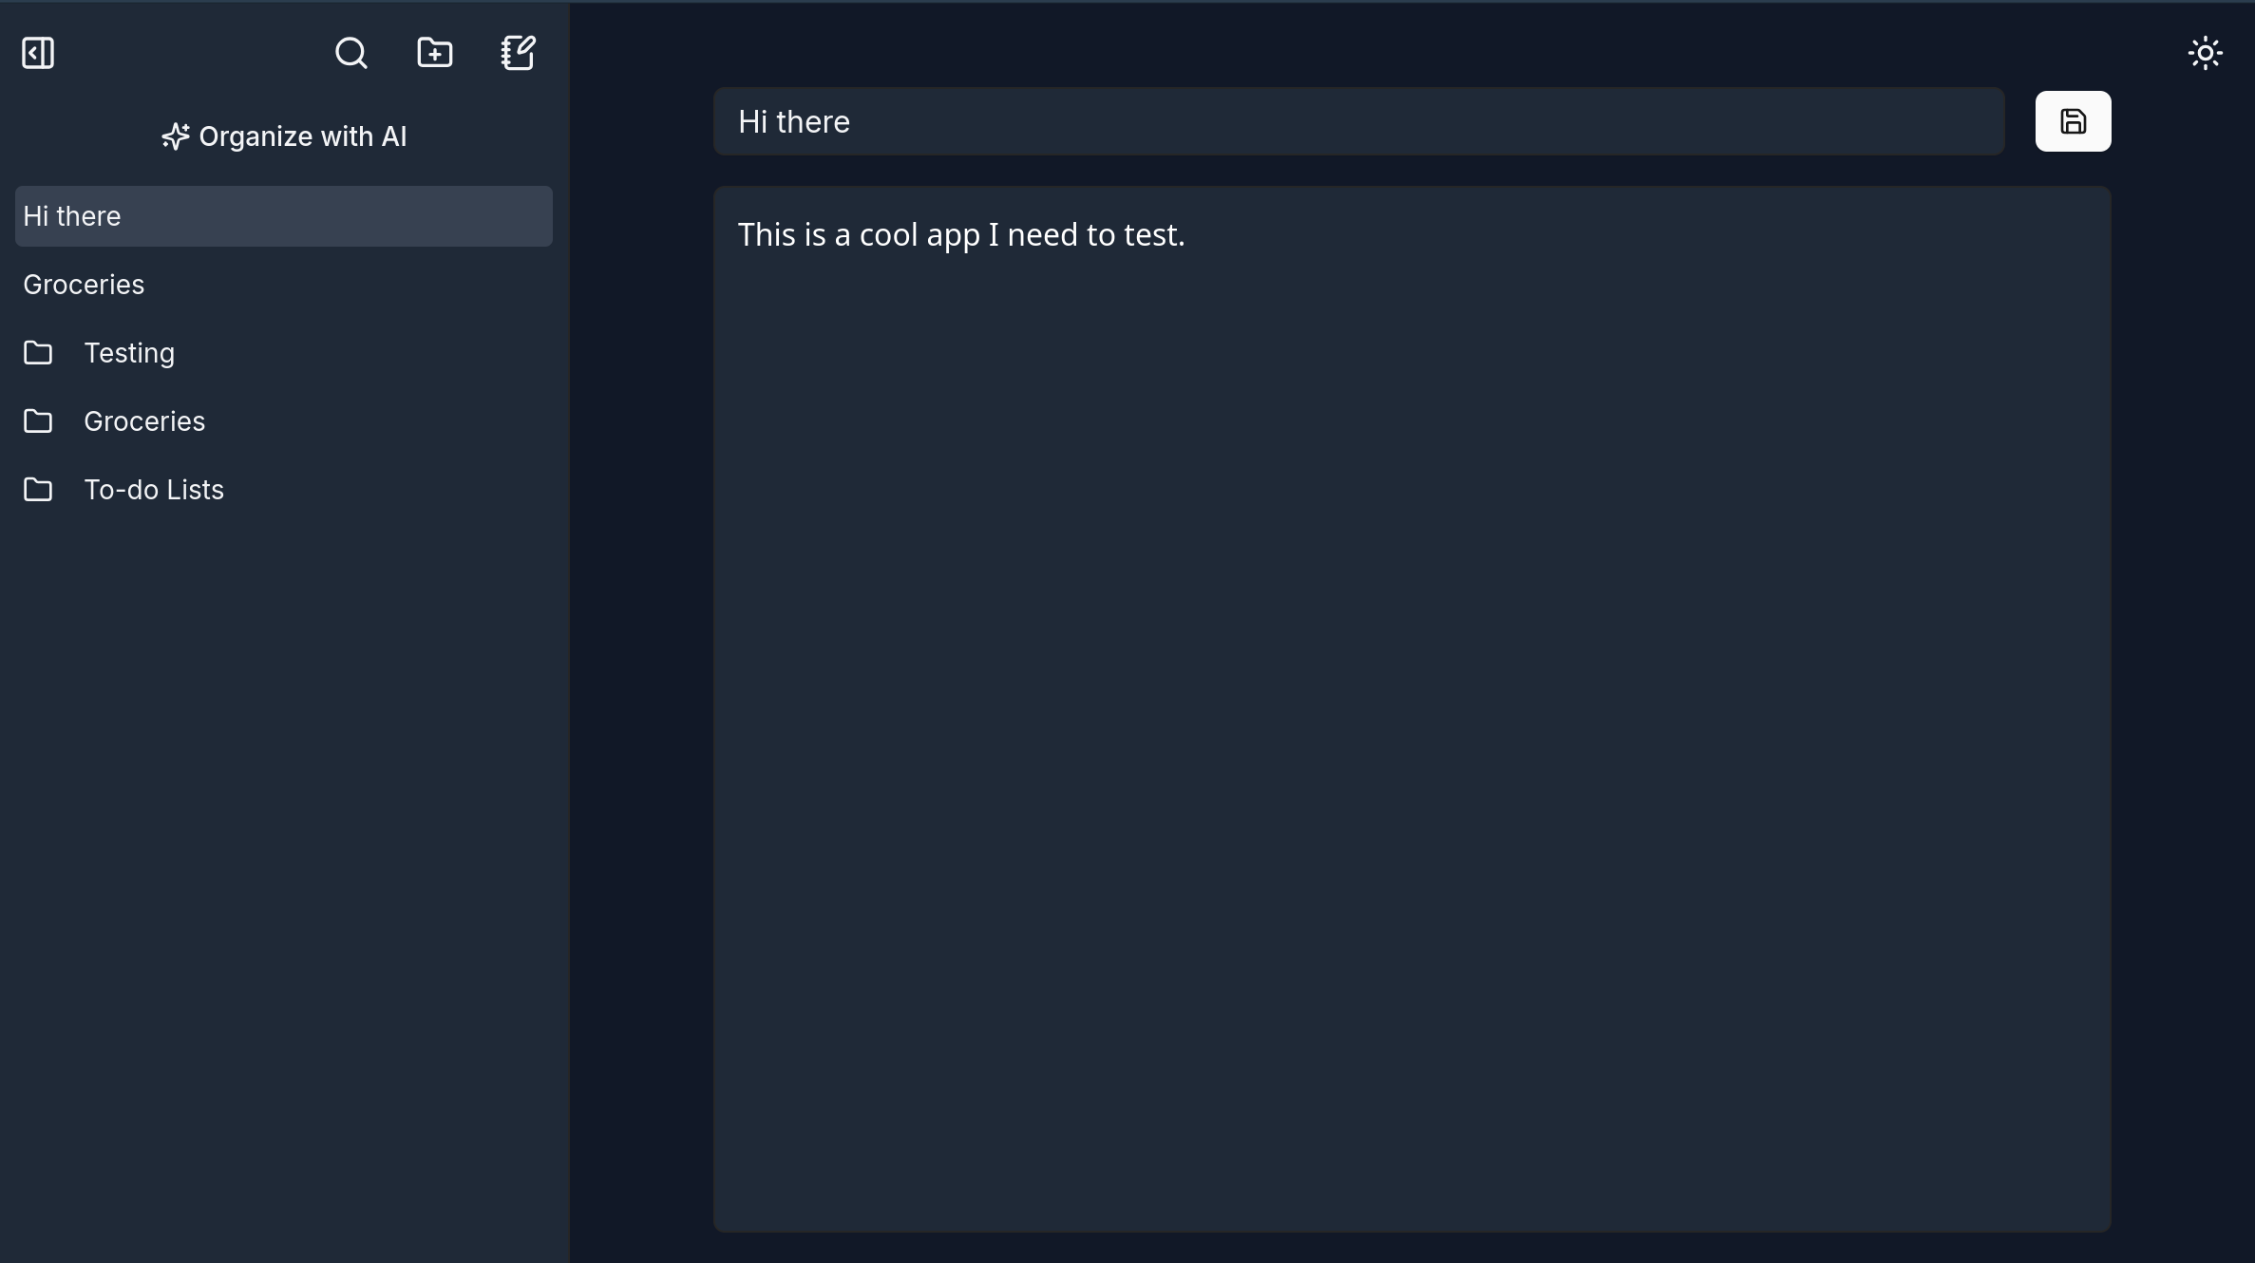 Organize with AI
Hi there
Groceries
Testing
Groceries
To-do Lists
Hi there
This is a cool app I need to test.